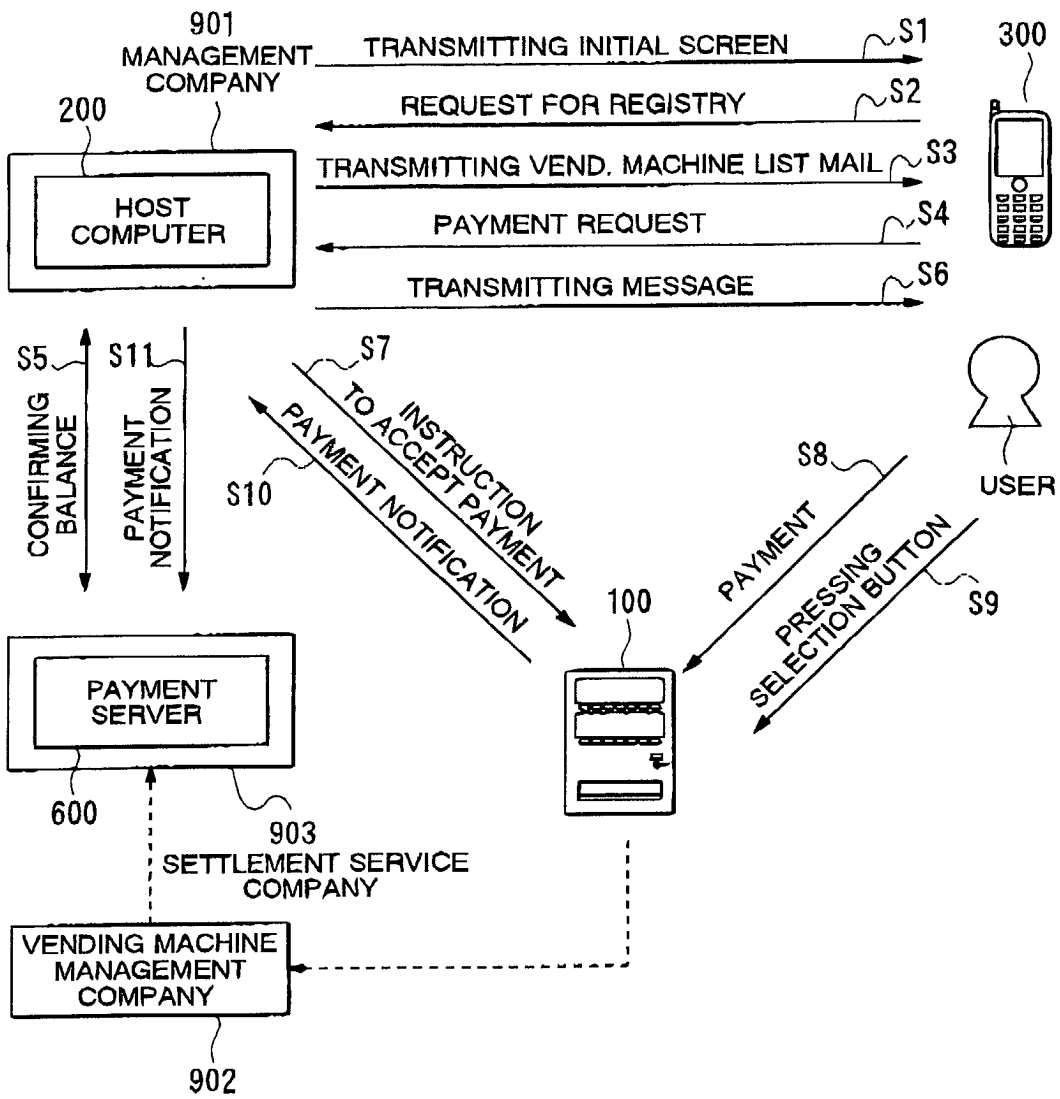 901
MANAGEMENT
COMPANY
TRANSMITTING INITIAL SCREEN
S1
300
200
REQUEST FOR REGISTRY
S2
HOST
COMPUTER
TRANSMITTING VEND. MACHINE LIST MAIL
S3
PAYMENT REQUEST
S4
TRANSMITTING MESSAGE
S6
S5
CONFIRMING
BALANCE
S11
PAYMENT
NOTIFICATION
S7
INSTRUCTION
TO ACCEPT PAYMENT
PAYMENT NOTIFICATION
S10
USER
S8
PAYMENT
PRESSING
SELECTION BUTTON
S9
100
PAYMENT
SERVER
600
903
SETTLEMENT SERVICE
COMPANY
VENDING MACHINE
MANAGEMENT
COMPANY
902